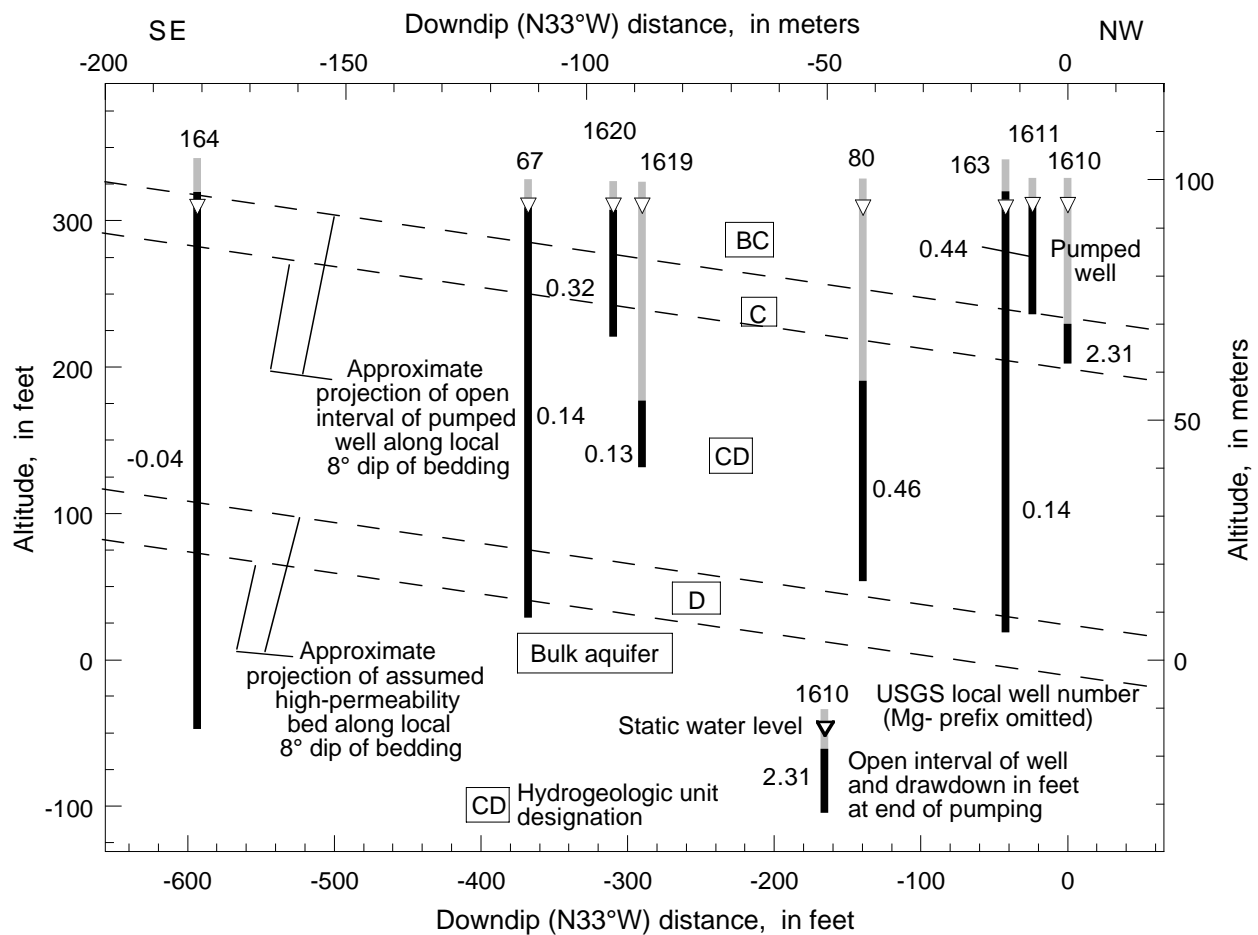 SE
Downdip (N33°W) distance, in meters
NW
-200
-150
-100
-50
0
164
67
1620
1619
80
163
1611
1610
300
200
100
0
-100
Altitude, in feet
100
50
0
Altitude, in meters
BC
C
CD
D
Bulk aquifer
0.44
Pumped
well
2.31
0.32
0.14
0.13
0.46
0.14
-0.04
Approximate
projection of open
interval of pumped
well along local
8° dip of bedding
Approximate
projection of assumed
high-permeability
bed along local
8° dip of bedding
1610
USGS local well number
(Mg- prefix omitted)
Static water level
2.31
Open interval of well
and drawdown in feet
at end of pumping
CD
Hydrogeologic unit
designation
-600
-500
-400
-300
-200
-100
0
Downdip (N33°W) distance, in feet